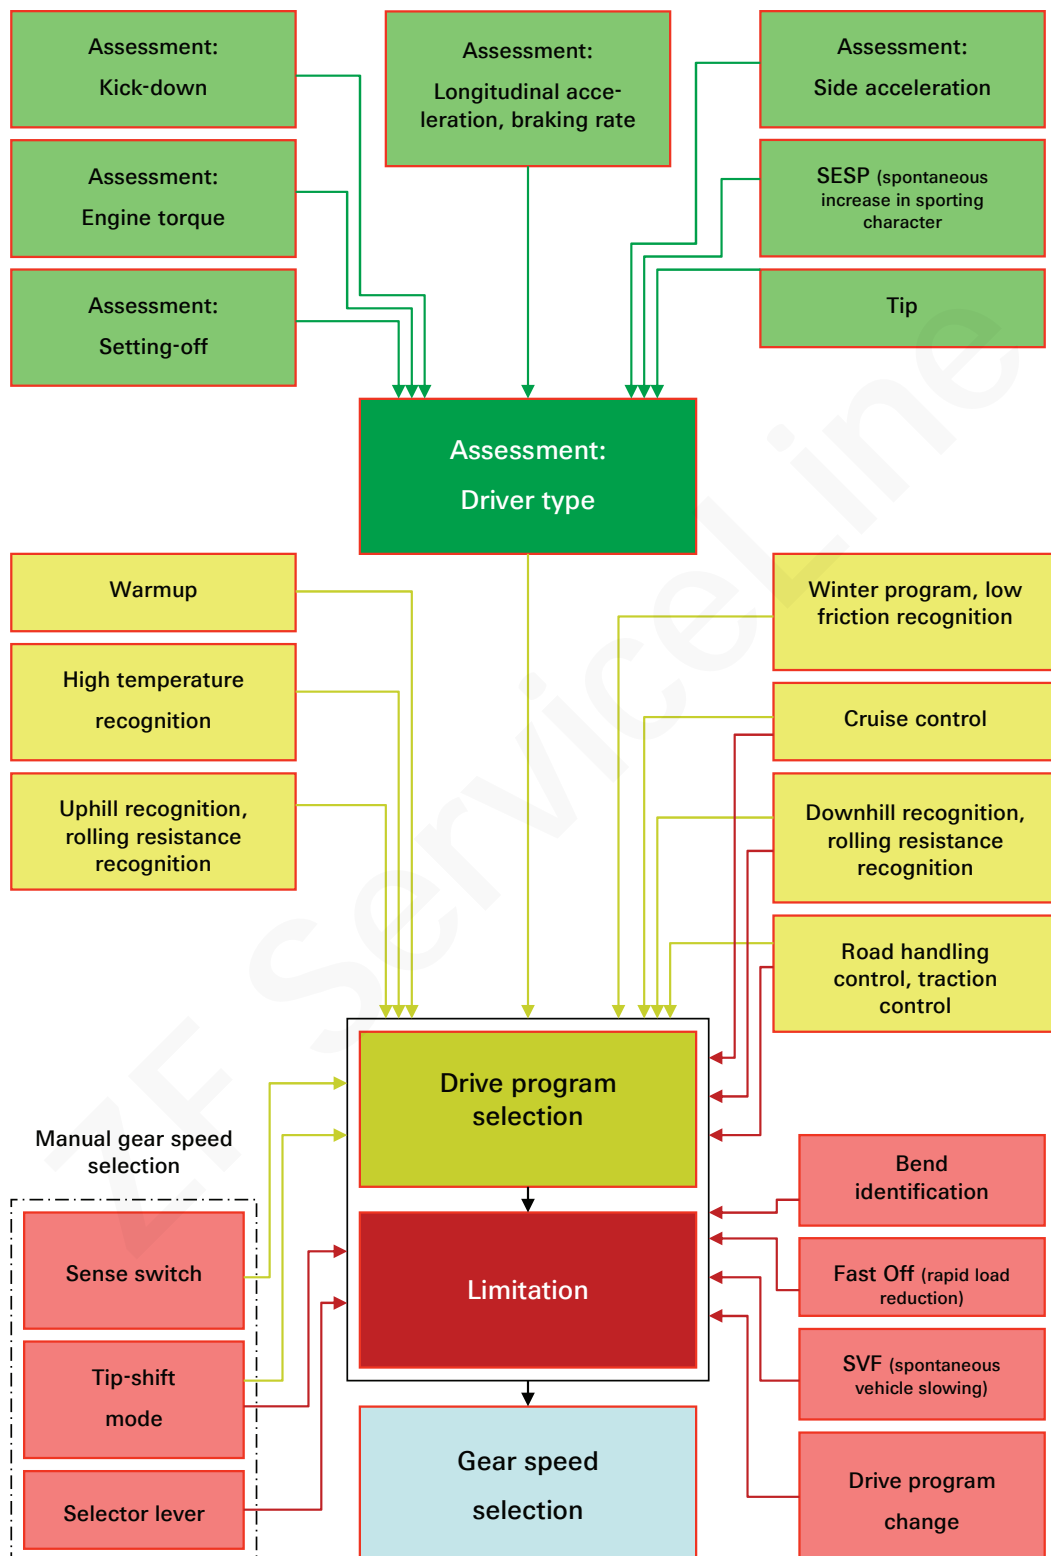 Assessment:
Kick-down
Assessment:
Longitudinal acce-
leration, braking rate
Assessment:
Side acceleration
Assessment:
Engine torque
SESP (spontaneous
increase in sporting
character
Assessment:
Setting-off
Tip
Assessment:
Driver type
Warmup
Winter program, low
friction recognition
High temperature
recognition
Cruise control
Uphill recognition,
rolling resistance
recognition
Downhill recognition,
rolling resistance
recognition
Road handling
control, traction
control
Drive program
selection
Manual gear speed
selection
Bend
identification
Sense switch
Limitation
Fast Off (rapid load
reduction)
Tip-shift
mode
SVF (spontaneous
vehicle slowing)
Gear speed
selection
Selector lever
Drive program
change
ZF ServiceLine